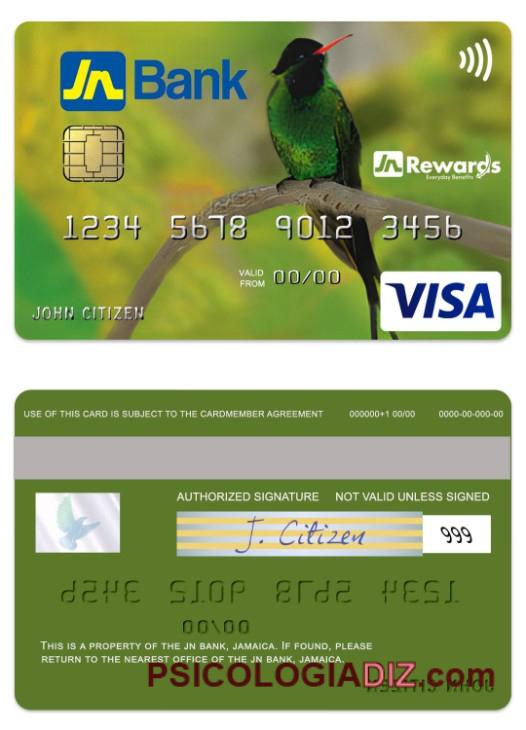 Jn Bank
Jn Rewards
Everyday Benefits
1234 5678 9012 3456
VALID
FROM 00/00
JOHN CITIZEN
VISA
USE OF THIS CARD IS SUBJECT TO THE CARDMEMBER AGREEMENT 000000+1 00/00 0000-00-000-00
AUTHORIZED SIGNATURE NOT VALID UNLESS SIGNED
J. Citizen 999
1234 5678 9012 3456
00/00
THIS IS A PROPERTY OF THE JN BANK, JAMAICA. IF FOUND, PLEASE
RETURN TO THE NEAREST OFFICE OF THE JN BANK, JAMAICA.
PSICOLOGIADIZ.com
JOHN CITIZEN